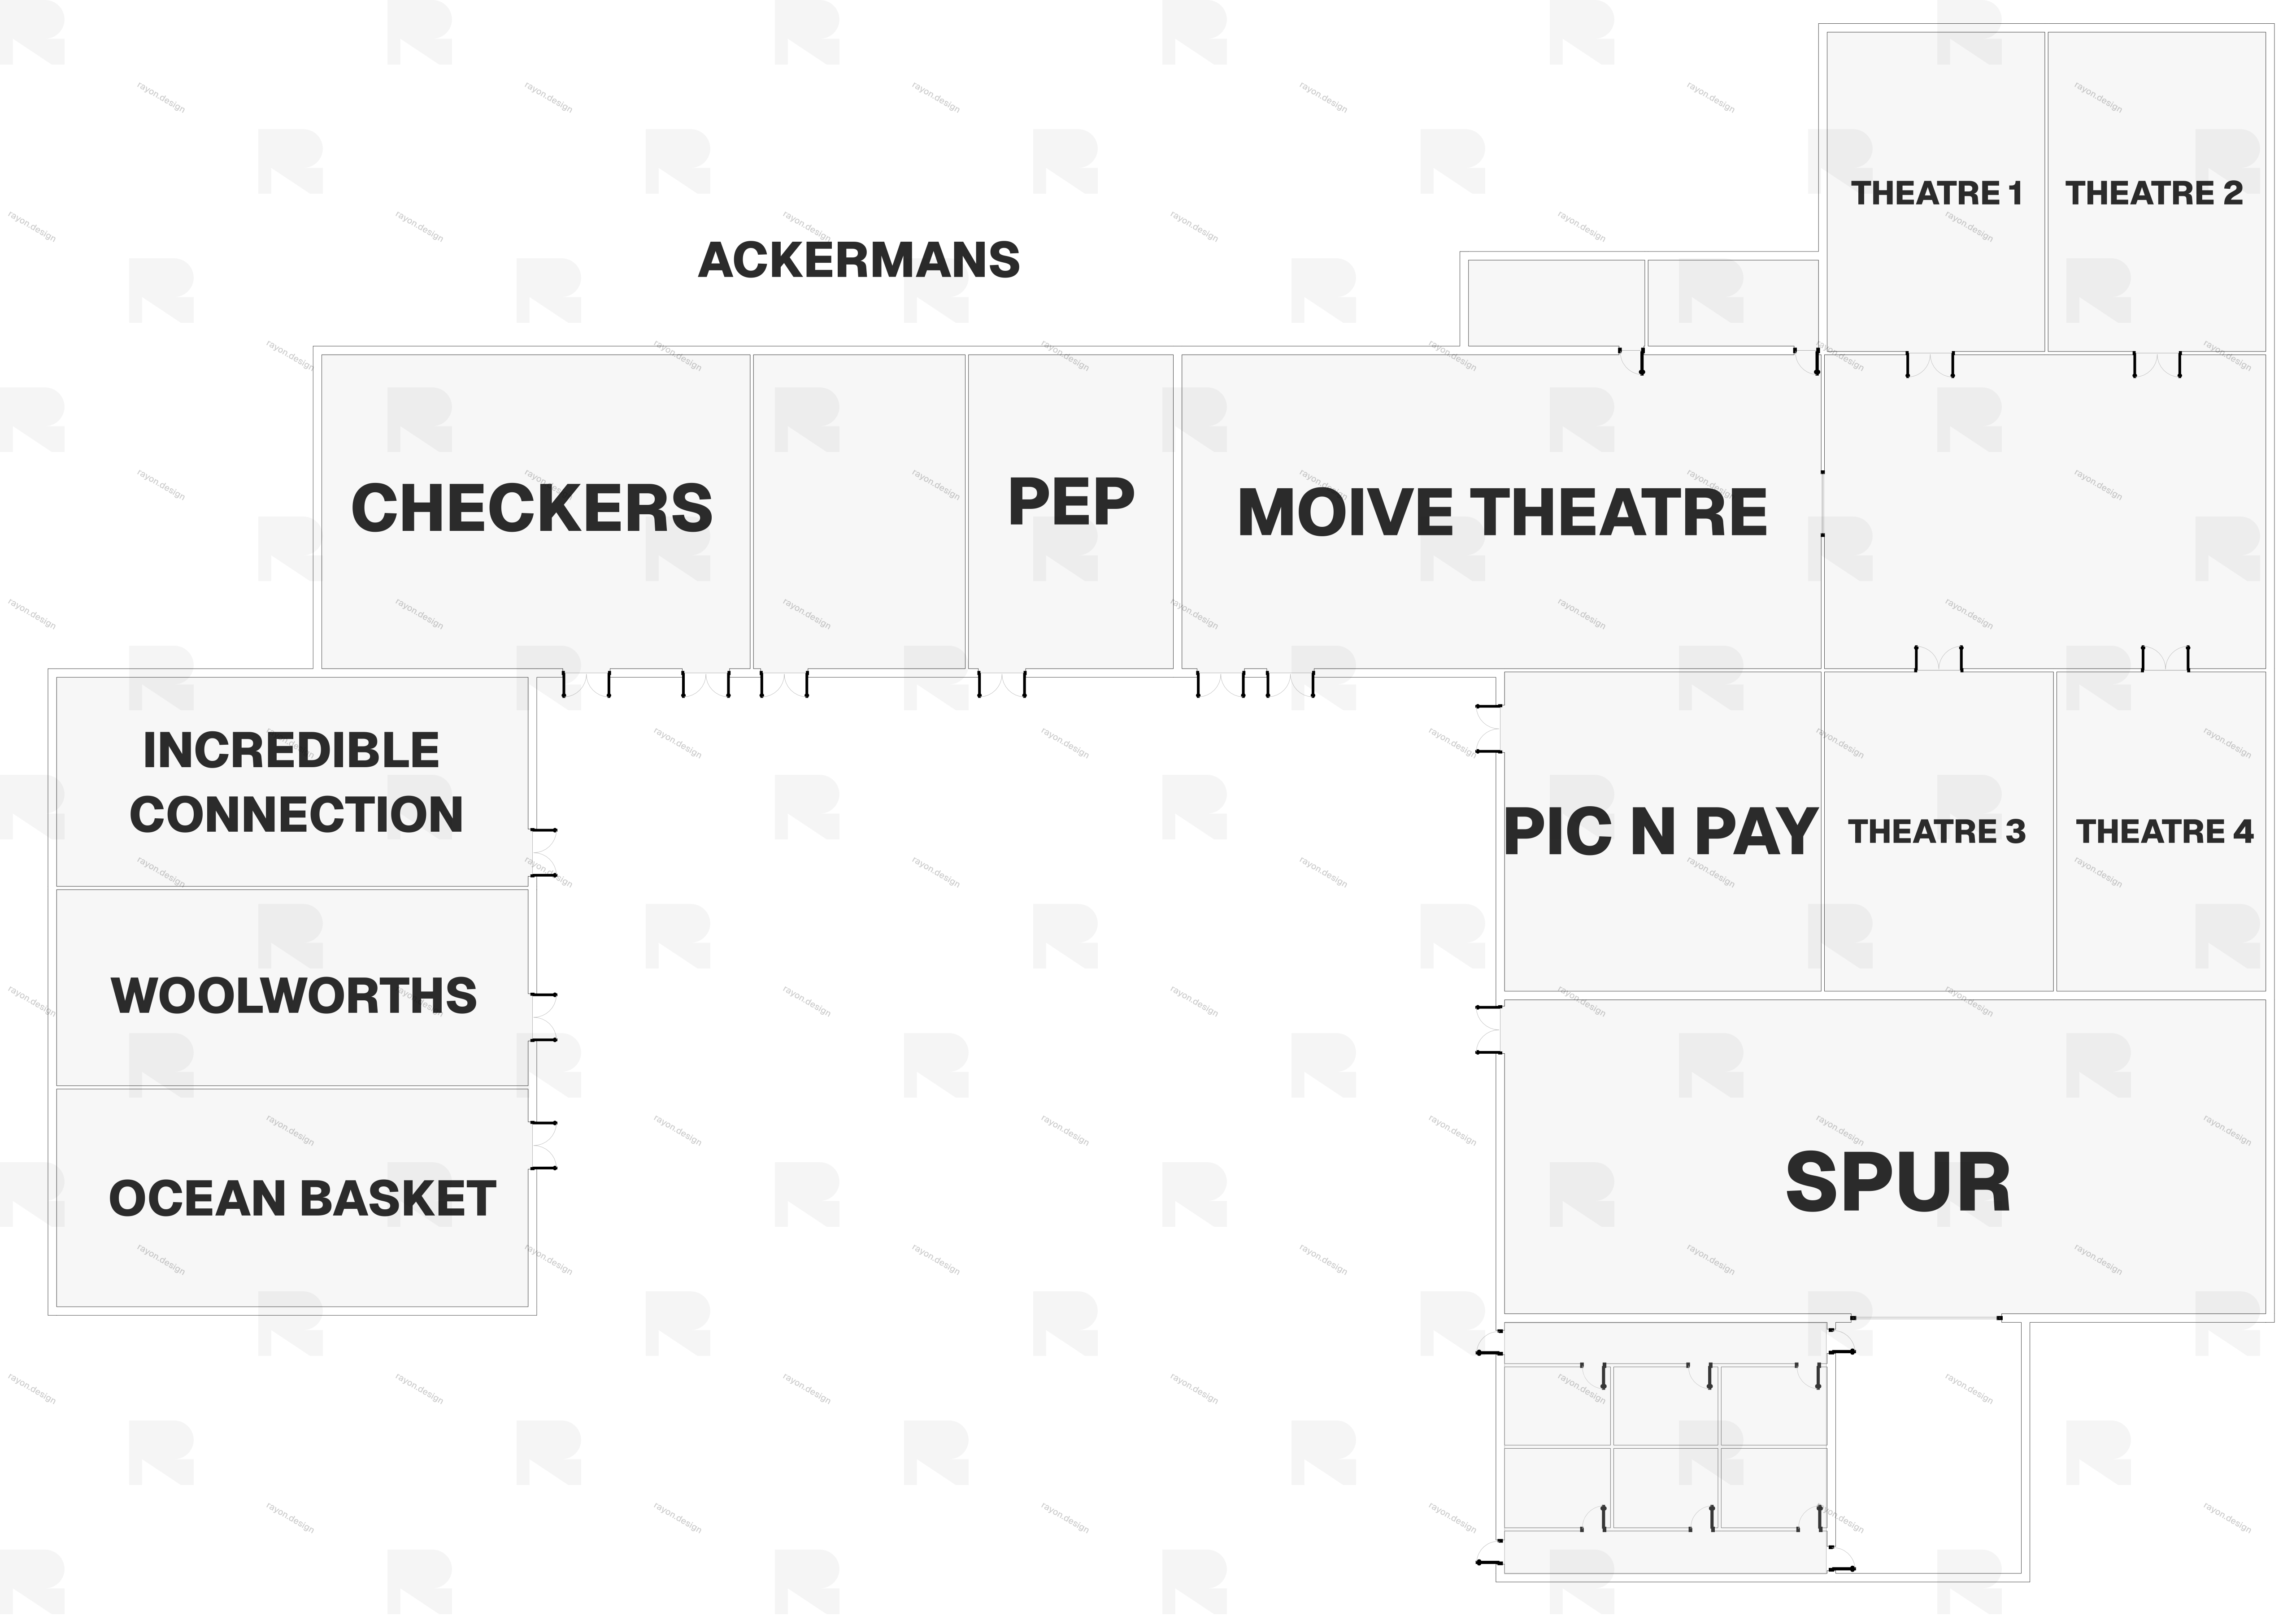 THEATRE 1
THEATRE 2
ACKERMANS
CHECKERS
PEP
MOIVE THEATRE
INCREDIBLE
CONNECTION
PIC N PAY
THEATRE 3
THEATRE 4
WOOLWORTHS
SPUR
OCEAN BASKET
rayon.design